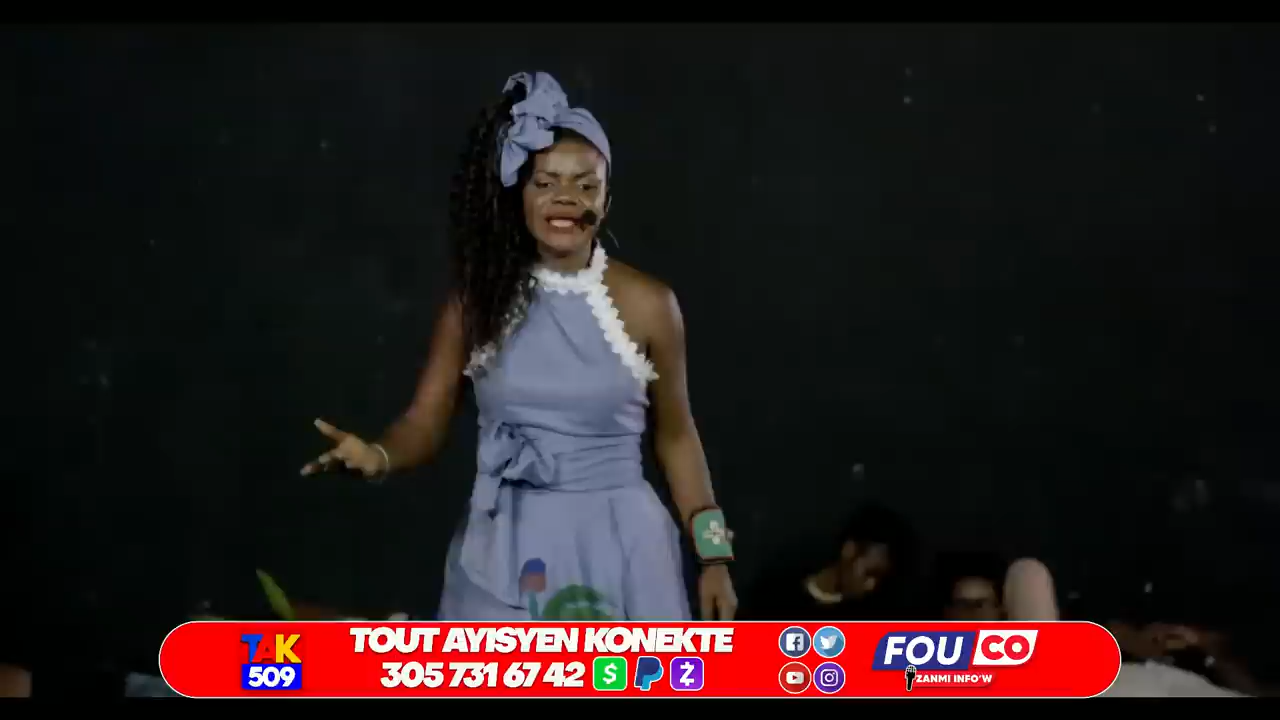 TAK
509
TOUT AYISYEN KONEKTE
305 731 67 42
FOU CO
ZANMI INFO'W